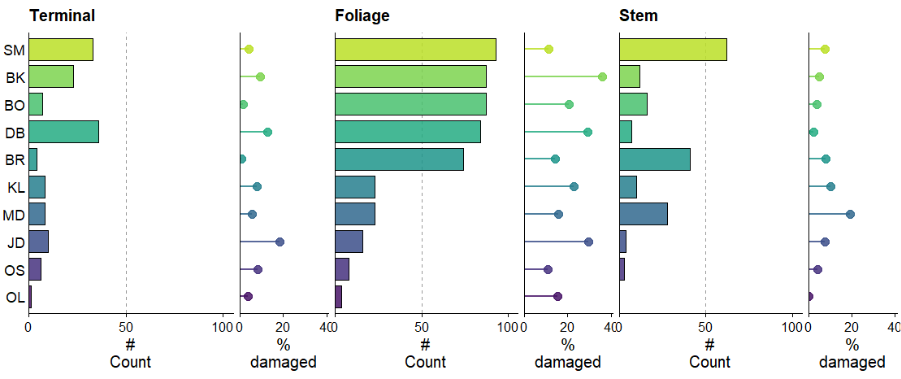 Terminal Foliage Stem
SM
BK
BO
DB
BR
KL
MD
JD
OS
OL
0 50 100 0 20 40 0 50 100 0 20 40 0 50 100 0 20 40
# % # % # %
Count damaged Count damaged Count damaged